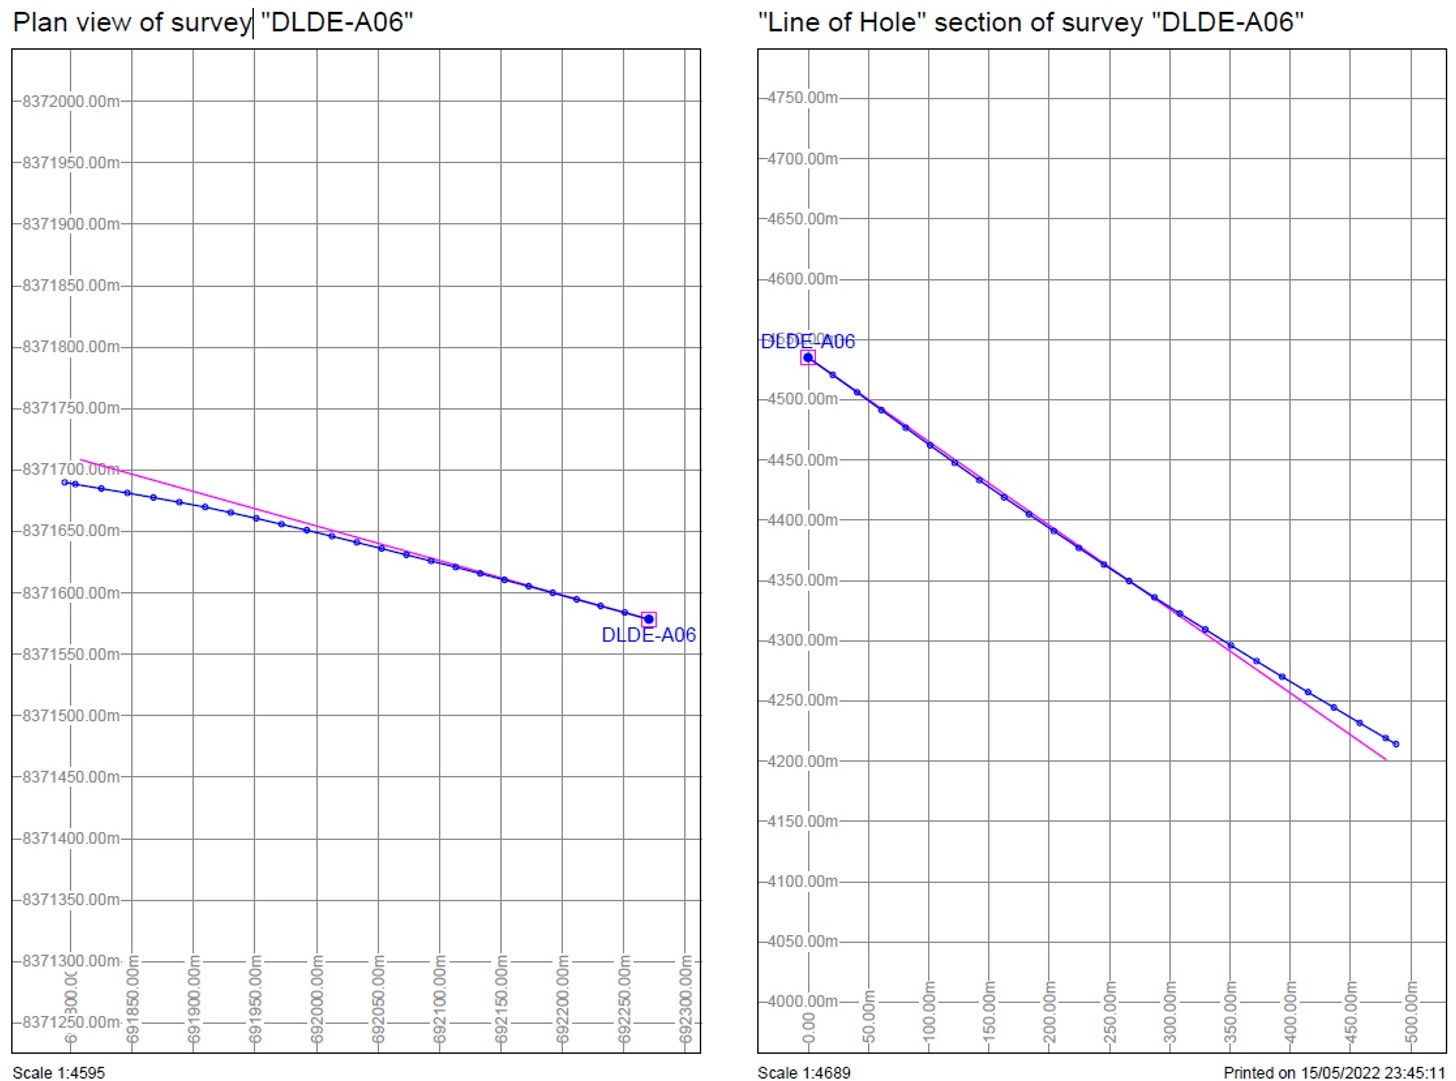 Plan view of survey "DLDE-A06"
8372000.00m
8371950.00m
8371900.00m
8371850.00m
8371800.00m
8371750.00m
8371700.00m
8371650.00m
8371600.00m
DLDE-A06
8371550.00m
8371500.00m
8371450.00m
8371400.00m
8371350.00m
8371300.00m
8371250.00m
691850.00m
691900.00m
691950.00m
692000.00m
692050.00m
692100.00m
692150.00m
692200.00m
692250.00m
692300.00m
Scale 1:4595
"Line of Hole" section of survey "DLDE-A06"
4750.00m
4700.00m
4650.00m
4600.00m
DLDE-A06
4500.00m
4450.00m
4400.00m
4350.00m
4300.00m
4250.00m
4200.00m
4150.00m
4100.00m
4050.00m
4000.00m
0.00
50.00m
100.00m
150.00m
200.00m
250.00m
300.00m
350.00m
400.00m
450.00m
500.00m
Scale 1:4689
Printed on 15/05/2022 23:45:11